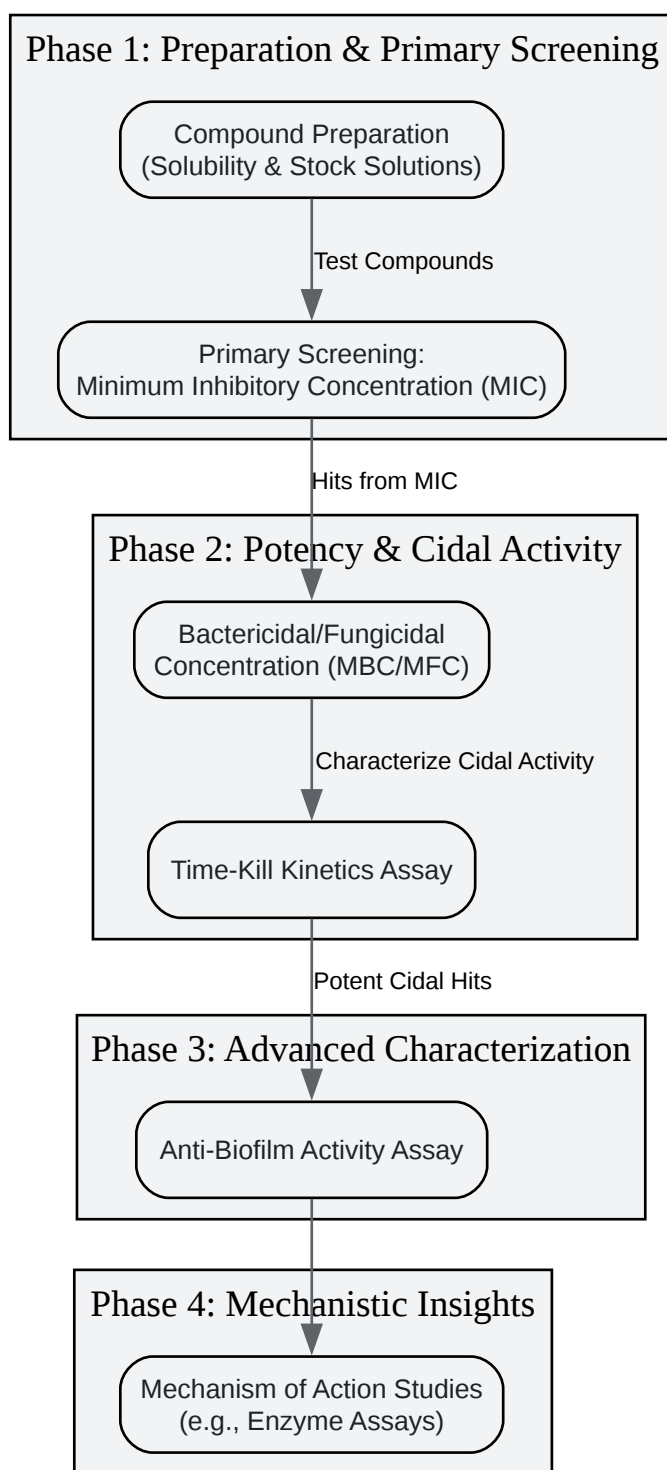 Phase 1: Preparation & Primary Screening
Compound Preparation
(Solubility & Stock Solutions)
Test Compounds
Primary Screening:
Minimum Inhibitory Concentration (MIC)
Hits from MIC
Phase 2: Potency & Cidal Activity
Bactericidal/Fungicidal
Concentration (MBC/MFC)
Characterize Cidal Activity
Time-Kill Kinetics Assay
Potent Cidal Hits
Phase 3: Advanced Characterization
Anti-Biofilm Activity Assay
Phase 4: Mechanistic Insights
Mechanism of Action Studies
(e.g., Enzyme Assays)